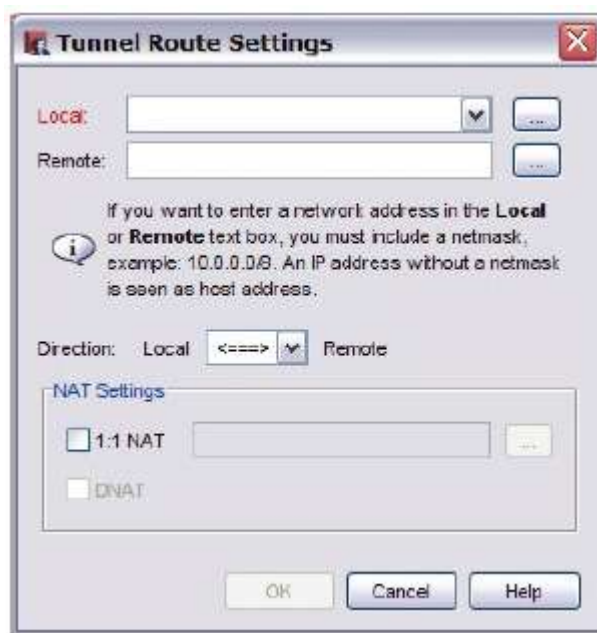 Tunnel Route Settings
Local:
...
Remote:
...
If you want to enter a network address in the Local
or Remote text box, you must include a netmask,
example: 10.0.0.0/8. An IP address without a netmask
is seen as host address.
Direction: Local <===> Remote
NAT Settings
1:1 NAT
...
DNAT
OK Cancel Help